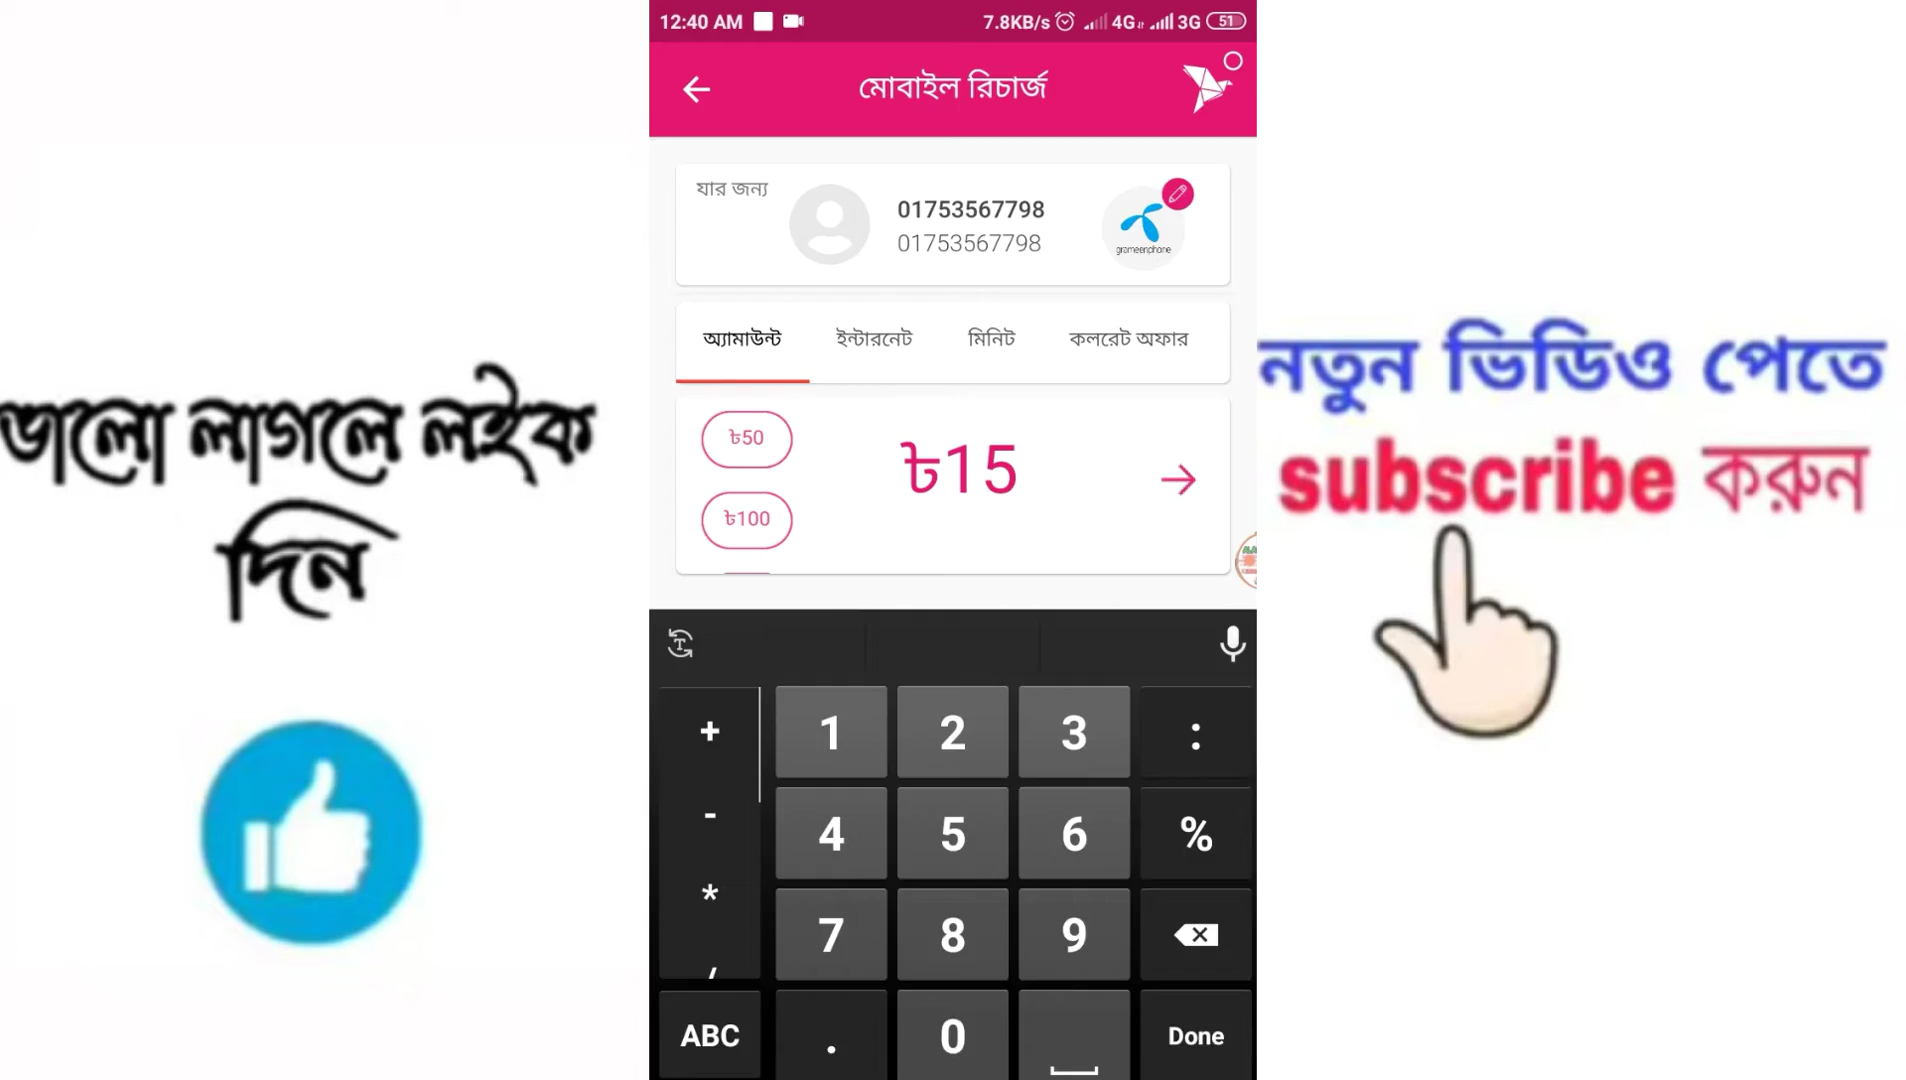 12:40 AM 7.8KB/s 4G 3G 51
মোবাইল রিচার্জ
যার জন্য
01753567798
01753567798
grameenphone
অ্যামাউন্ট ইন্টারনেট মিনিট কলরেট অফার
৳50
৳15
৳100
ভালো লাগলে লইক
দিন
নতুন ভিডিও পেতে
subscribe করুন
+ 1 2 3 :
- 4 5 6 %
* 7 8 9
/
ABC . 0 Done